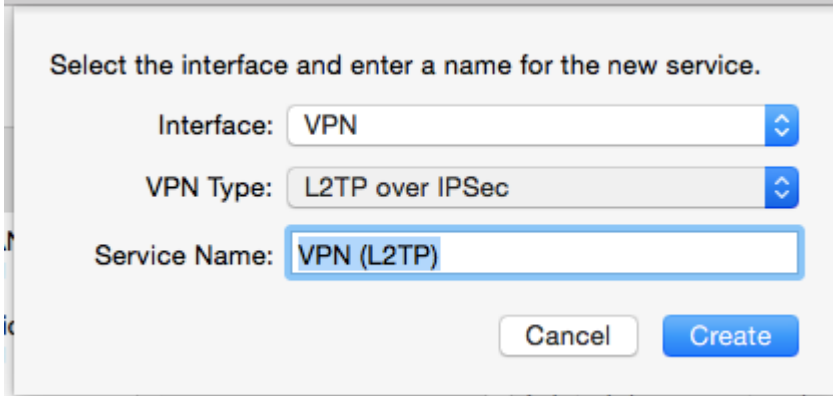 Select the interface and enter a name for the new service.
Interface: VPN
VPN Type: L2TP over IPSec
Service Name: VPN (L2TP)
Cancel Create